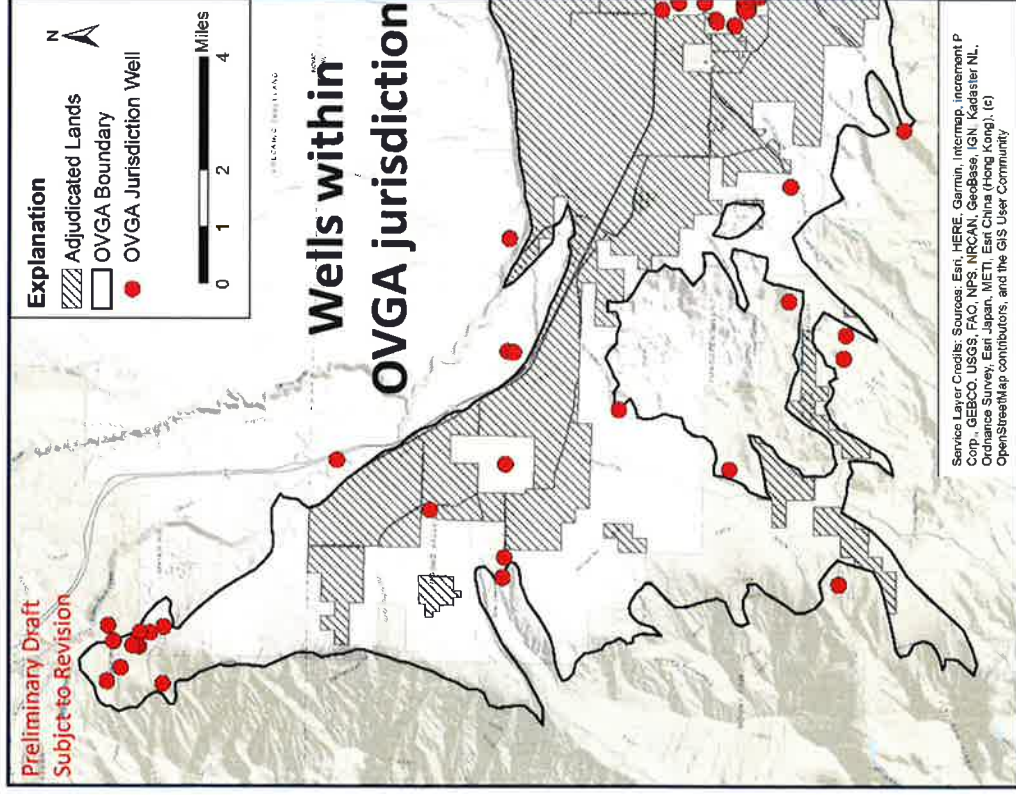 Preliminary Draft
Subjct to Revision
Explanation
N
Adjudicated Lands
OVGA Boundary
OVGA Jurisdiction Well
0 1 2 4
Miles
Wells within
OVGA jurisdiction
Service Layer Credits: Sources: Esri, HERE, Garmin, Intermap, increment P
Corp., GEBCO, USGS, FAO, NPS, NRCAN, GeoBase, IGN, Kadaster NL,
Ordnance Survey, Esri Japan, METI, Esri China (Hong Kong), (c)
OpenStreetMap contributors, and the GIS User Community